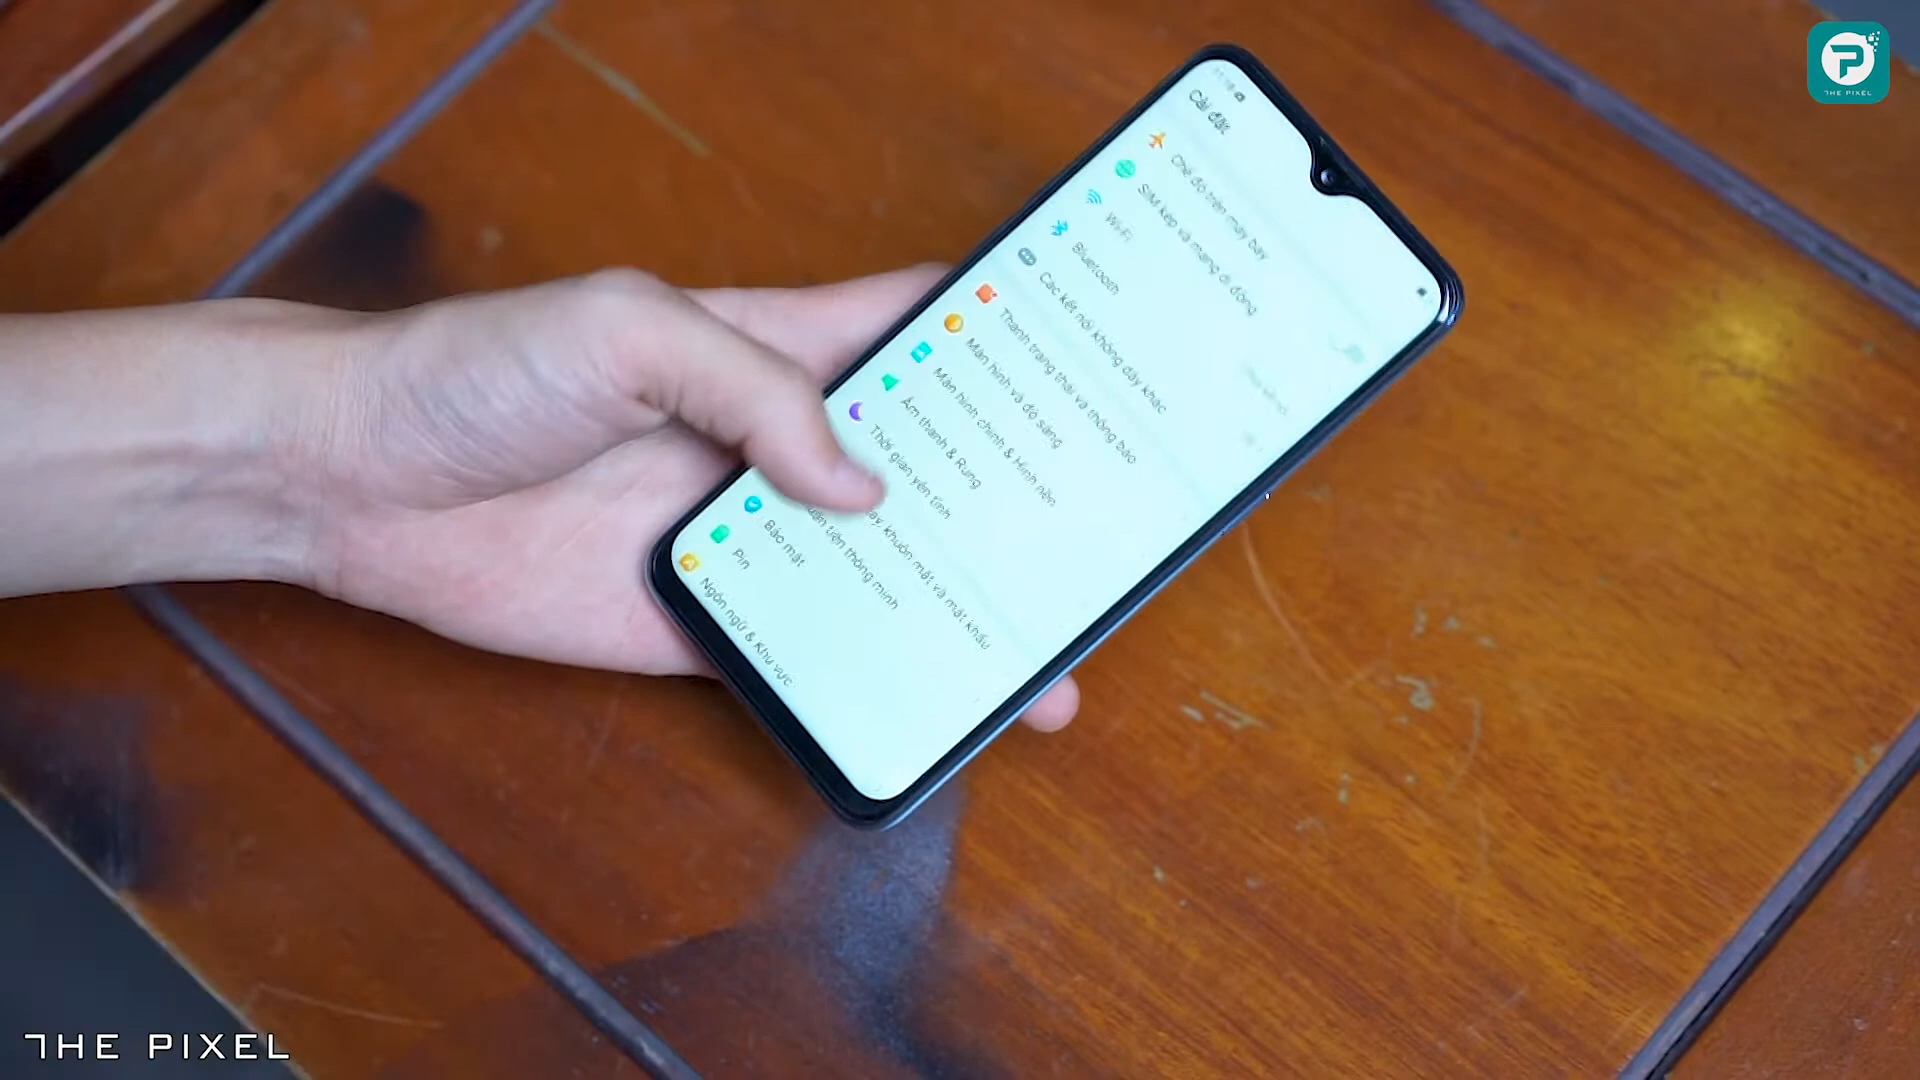 THE PIXEL
Cài đặt
Chế độ trên máy bay
SIM kép và mạng di động
Wi-Fi
Bluetooth
Các kết nối không dây khác
Thanh trạng thái và thông báo
Màn hình và độ sáng
Màn hình chính & Hình nền
Âm thanh & Rung
Thời gian yên tĩnh
khuôn mặt và mật khẩu
tiện thông minh
Bảo mật
Pin
Ngôn ngữ & Khu vực
THE PIXEL